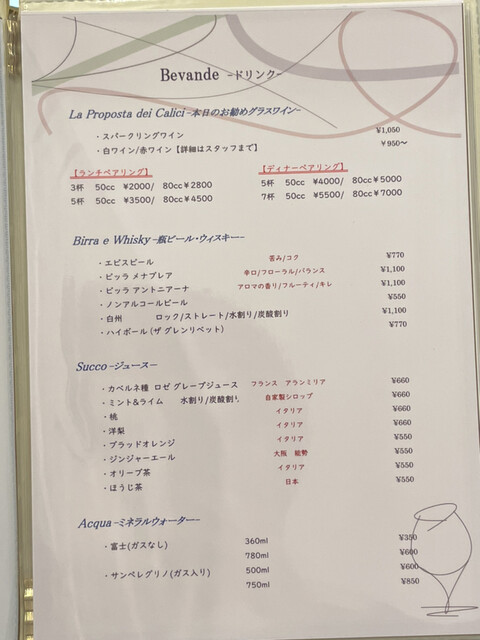 Bevande -ドリンク-
La Proposta dei Calici-本日のお勧めグラスワイン-
・スパークリングワイン ¥1,050
・白ワイン/赤ワイン【詳細はスタッフまで】 ¥950〜
【ランチペアリング】 【ディナーペアリング】
3杯 50cc ¥2000/ 80cc¥2800 5杯 50cc ¥4000/ 80cc¥5000
5杯 50cc ¥3500/ 80cc¥4500 7杯 50cc ¥5500/ 80cc¥7000
Birra e Whisky-瓶ビール・ウィスキー-
・エビスビール 苦み/コク ¥770
・ビッラ メナブレア 辛口/フローラル/バランス ¥1,100
・ビッラ アントニアーナ アロマの香り/フルーティ/キレ ¥1,100
・ノンアルコールビール ¥550
・白州 ロック/ストレート/水割り/炭酸割り ¥1,100
・ハイボール(ザ グレンリベット) ¥770
Succo-ジュース-
・カベルネ種 ロゼ グレープジュース フランス アランミリア ¥660
・ミント&ライム 水割り/炭酸割り 自家製シロップ ¥660
・桃 イタリア ¥660
・洋梨 イタリア ¥660
・ブラッドオレンジ イタリア ¥550
・ジンジャーエール 大阪 能勢 ¥550
・オリーブ茶 イタリア ¥550
・ほうじ茶 日本 ¥550
Acqua-ミネラルウォーター-
・富士(ガスなし) 360ml ¥350
780ml ¥600
・サンペレグリノ(ガス入り) 500ml ¥600
750ml ¥850